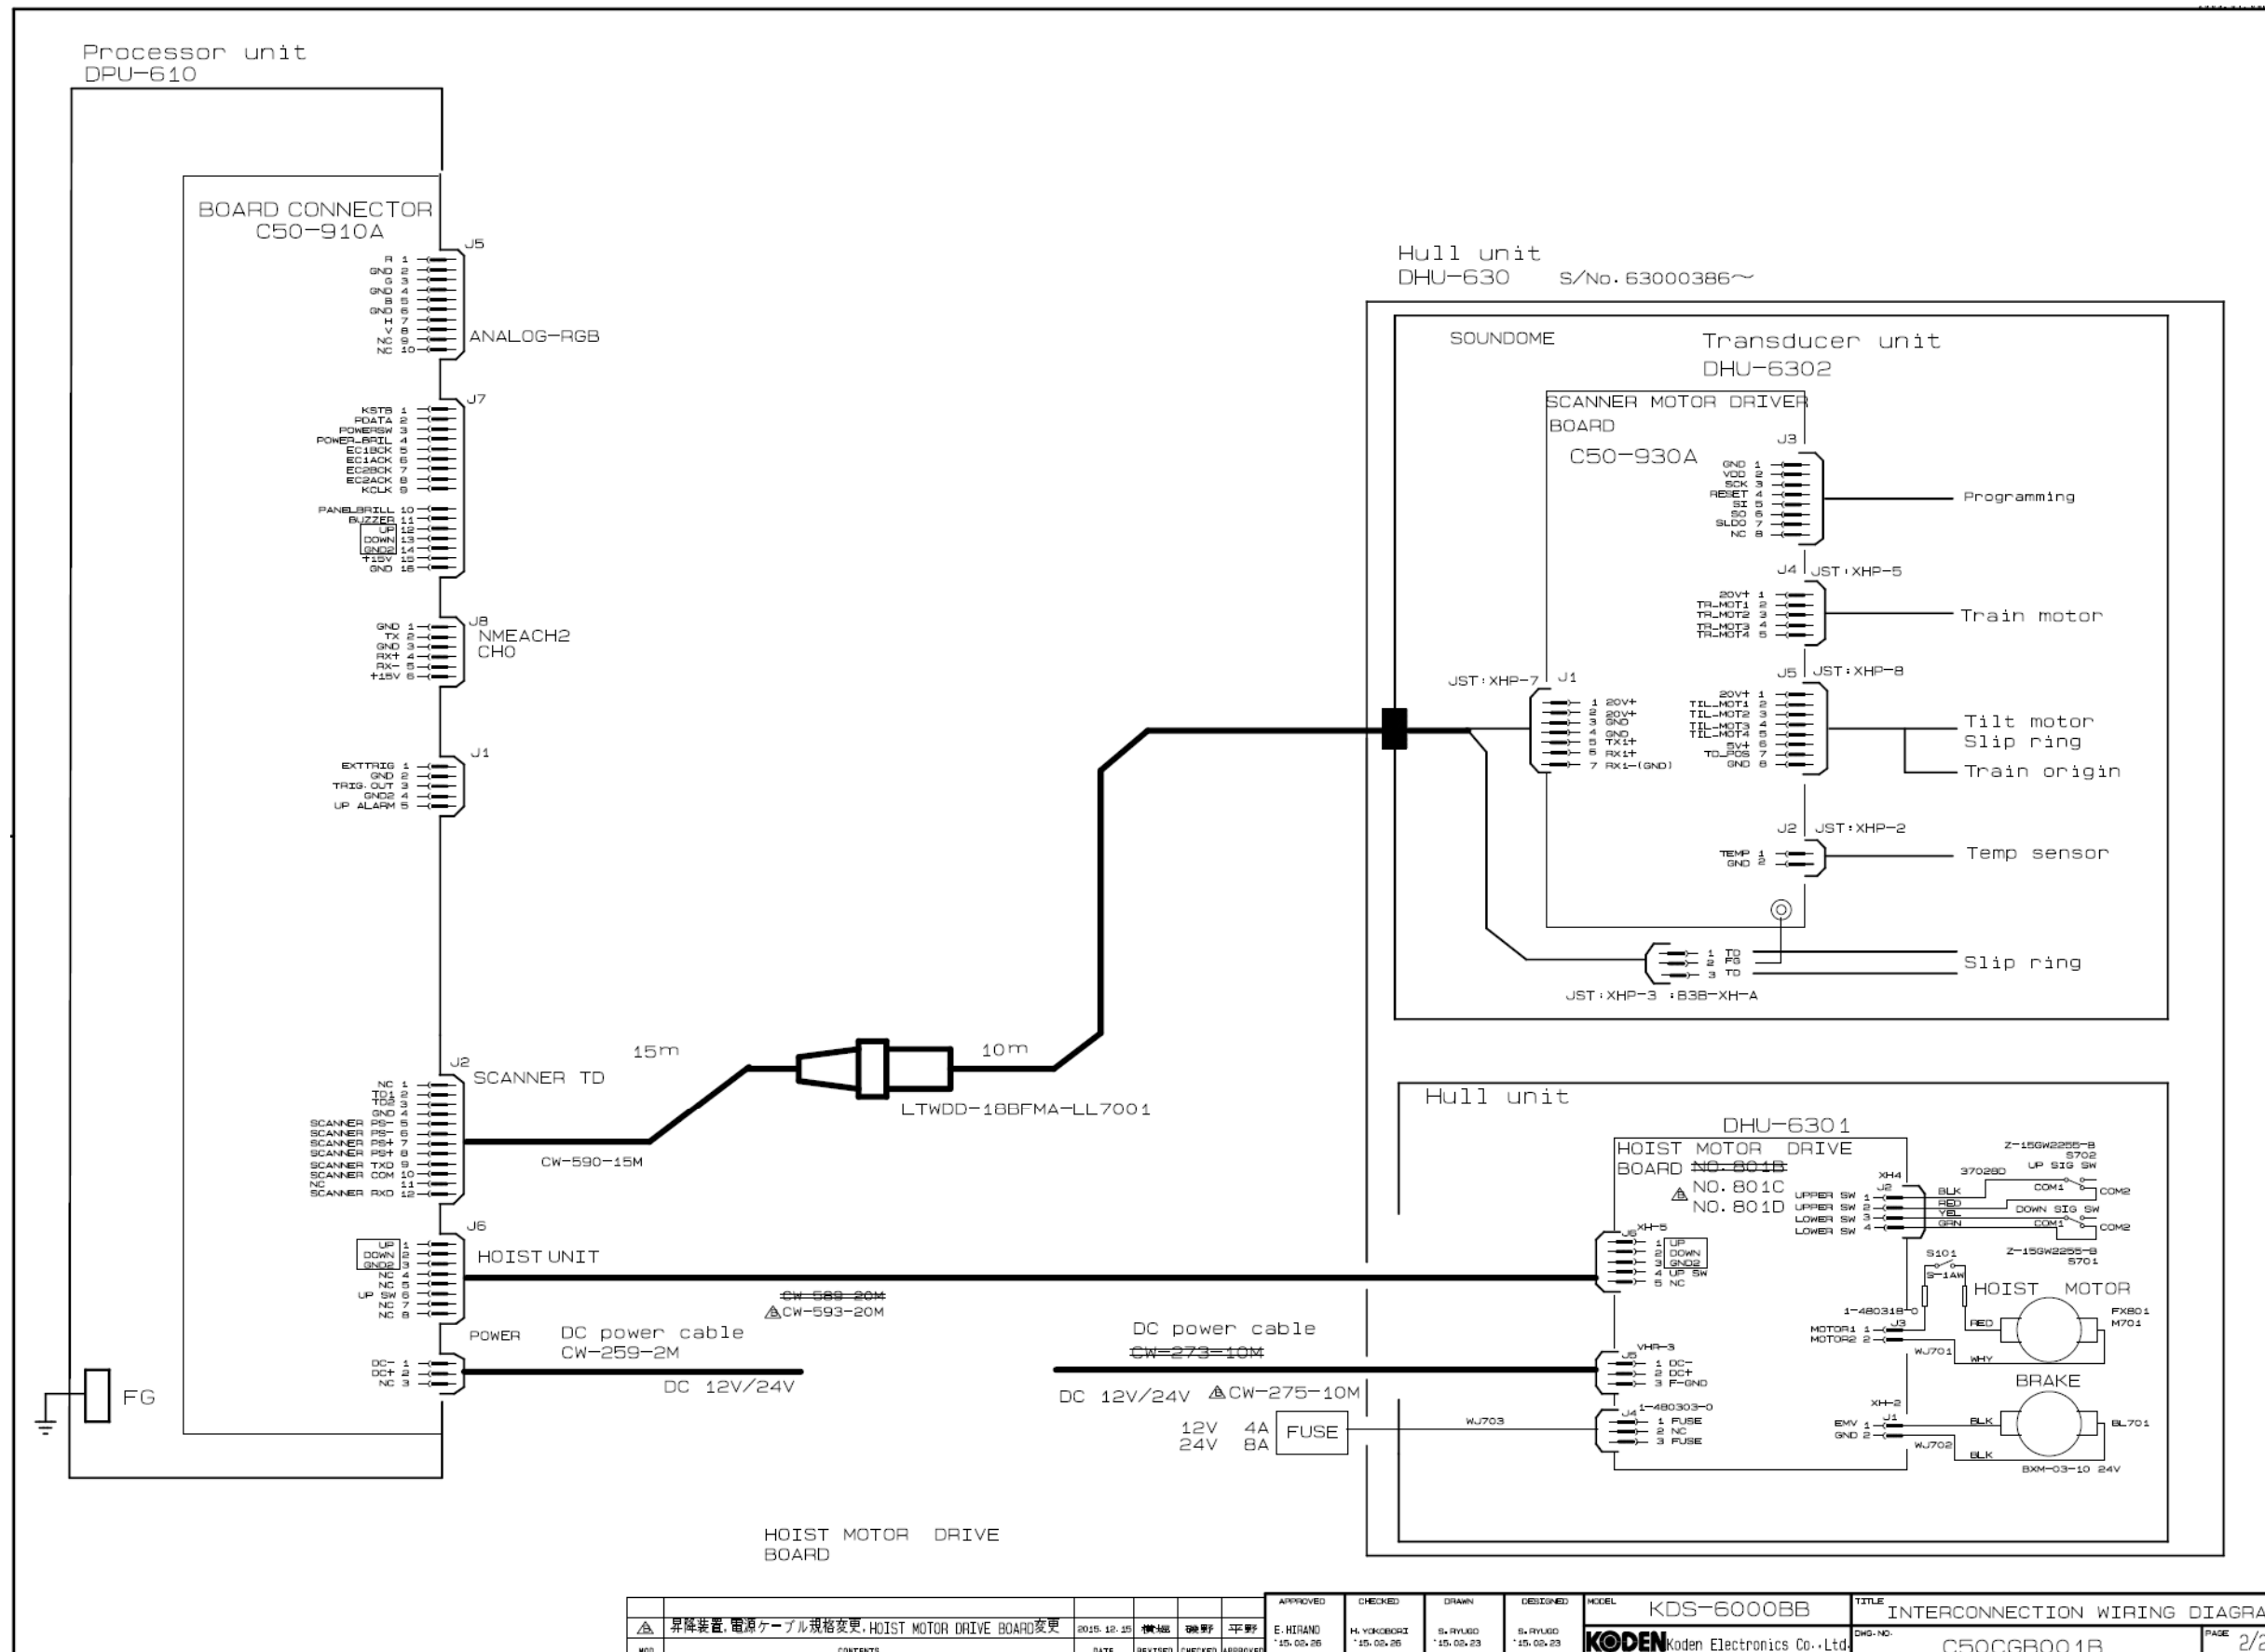 Processor unit
DPU-610
BOARD CONNECTOR
C50-910A
J5
R 1
GND 2
G 3
GND 4
B 5
GND 6
H 7
V 8
NC 9
NC 10
ANALOG-RGB
J7
KSTB 1
PDATA 2
POWERSW 3
POWER_BRIL 4
EC1BCK 5
EC1ACK 6
EC2BCK 7
EC2ACK 8
KCLK 9
PANELBRILL 10
BUZZER 11
UP 12
DOWN 13
GND2 14
+15V 15
GND 16
J8
NMEACH2
CH0
GND 1
TX 2
GND 3
RX+ 4
RX- 5
+15V 6
J1
EXTTRIG 1
GND 2
TRIG.OUT 3
GND2 4
UP ALARM 5
J2
SCANNER TD
NC 1
TD1 2
TD2 3
GND 4
SCANNER PS- 5
SCANNER PS- 6
SCANNER PS+ 7
SCANNER PS+ 8
SCANNER TXD 9
SCANNER COM 10
NC 11
SCANNER RXD 12
15m
CW-590-15M
10m
LTWDD-18BFMA-LL7001
J6
HOIST UNIT
UP 1
DOWN 2
GND2 3
NC 4
NC 5
UP SW 6
NC 7
NC 8
CW-589-20M
CW-593-20M
POWER
DC- 1
DC+ 2
NC 3
DC power cable
CW-259-2M
DC 12V/24V
FG
DC power cable
CW-273-10M
DC 12V/24V
CW-275-10M
12V 4A
24V 8A
FUSE
WJ703
HOIST MOTOR DRIVE
BOARD
Hull unit
DHU-630 S/No.63000386~
SOUNDOME
Transducer unit
DHU-6302
SCANNER MOTOR DRIVER
BOARD
C50-930A
J3
GND 1
VDD 2
SCK 3
RESET 4
SI 5
SO 6
SLDO 7
NC 8
Programming
J4 JST:XHP-5
20V+ 1
TR_MOT1 2
TR_MOT2 3
TR_MOT3 4
TR_MOT4 5
Train motor
J5 JST:XHP-8
20V+ 1
TIL_MOT1 2
TIL_MOT2 3
TIL_MOT3 4
TIL_MOT4 5
5V+ 6
TD_POS 7
GND 8
Tilt motor
Slip ring
Train origin
JST:XHP-7 J1
1 20V+
2 20V+
3 GND
4 GND
5 TX1+
6 RX1+
7 RX1-(GND)
J2 JST:XHP-2
TEMP 1
GND 2
Temp sensor
1 TD
2 FG
3 TD
Slip ring
JST:XHP-3 :B3B-XH-A
Hull unit
DHU-6301
HOIST MOTOR DRIVE
BOARD NO.801B
NO.801C
NO.801D
XH4
J2
UPPER SW 1
UPPER SW 2
LOWER SW 3
LOWER SW 4
BLK
RED
YEL
GRN
37028D
Z-15GW2255-B
S702
UP SIG SW
COM1
COM2
DOWN SIG SW
COM1
COM2
Z-15GW2255-B
S701
XH-5
J6
1 UP
2 DOWN
3 GND2
4 UP SW
5 NC
S101
S-1AW
HOIST MOTOR
1-480318-0
J3
MOTOR1 1
MOTOR2 2
RED
WJ701
WHY
FX801
M701
VHR-3
J5
1 DC-
2 DC+
3 F-GND
1-480303-0
J4
1 FUSE
2 NC
3 FUSE
BRAKE
XH-2
J1
EMV 1
GND 2
BLK
WJ702
BLK
BL701
BXM-03-10 24V
昇降装置,電源ケーブル規格変更,HOIST MOTOR DRIVE BOARD変更
2015.12.15
横堀
磯野
平野
MOD
CONTENTS
DATE
REVISED
CHECKED
APPROVED
APPROVED
E.HIRANO
'15.02.26
CHECKED
H.YOKOBORI
'15.02.26
DRAWN
S.RYUGO
'15.02.23
DESIGNED
S.RYUGO
'15.02.23
MODEL
KDS-6000BB
KODEN Koden Electronics Co.,Ltd.
TITLE
INTERCONNECTION WIRING DIAGRA
DWG.NO.
C50CGB001B
PAGE 2/2